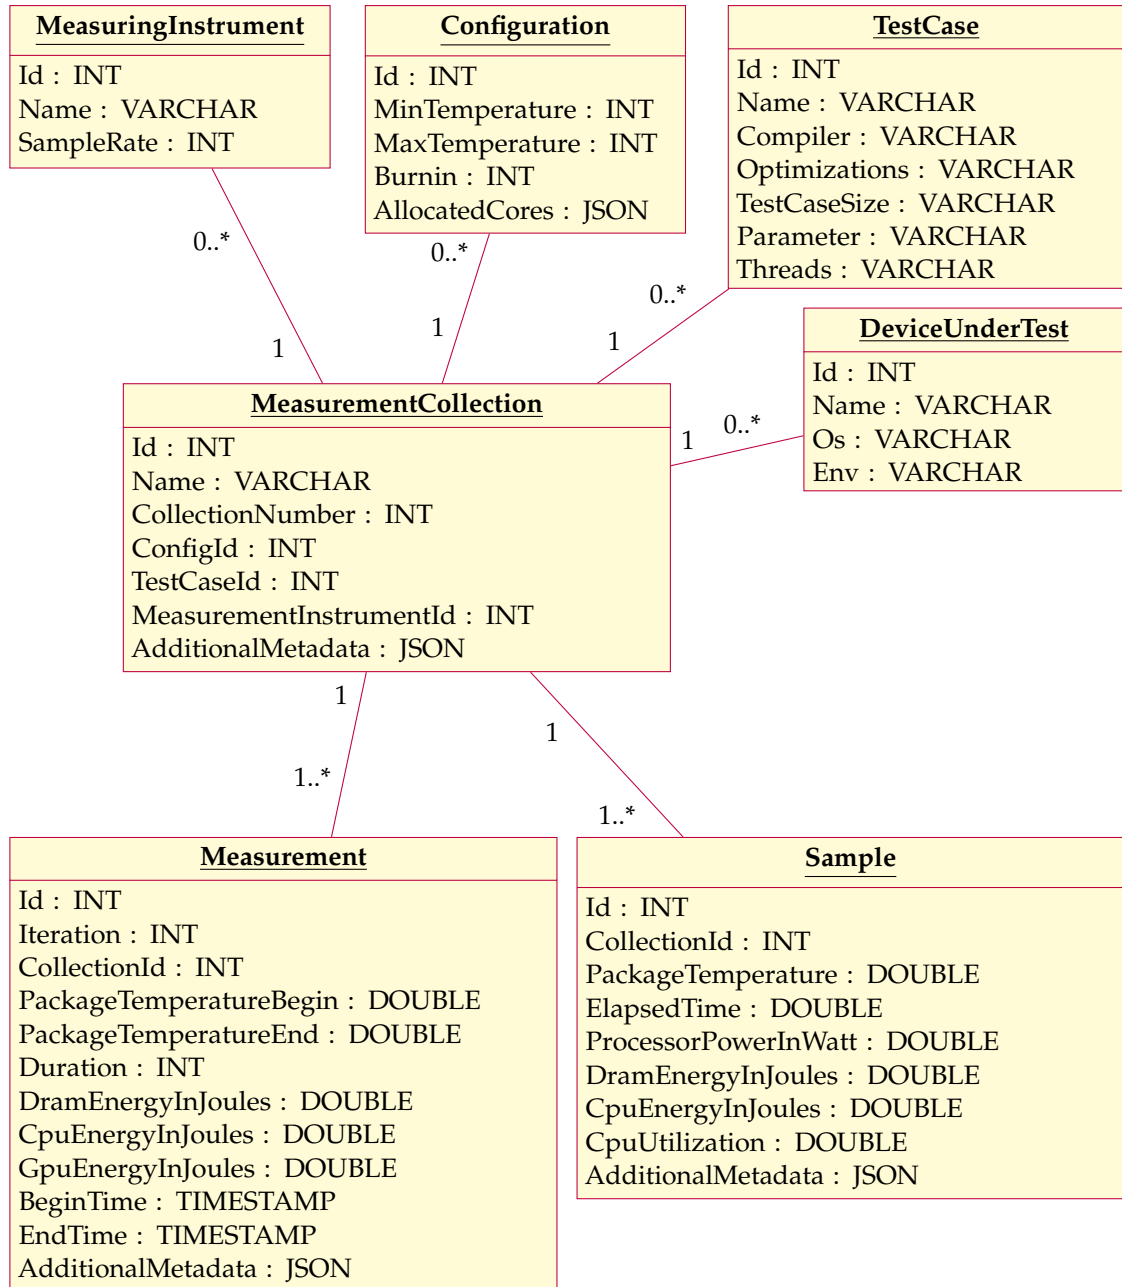 MeasuringInstrument
Id : INT
Name : VARCHAR
SampleRate : INT
Configuration
Id : INT
MinTemperature : INT
MaxTemperature : INT
Burnin : INT
AllocatedCores : JSON
TestCase
Id : INT
Name : VARCHAR
Compiler : VARCHAR
Optimizations : VARCHAR
TestCaseSize : VARCHAR
Parameter : VARCHAR
Threads : VARCHAR
0..*
0..*
0..*
1
1
1
DeviceUnderTest
Id : INT
Name : VARCHAR
Os : VARCHAR
Env : VARCHAR
0..*
1
MeasurementCollection
Id : INT
Name : VARCHAR
CollectionNumber : INT
ConfigId : INT
TestCaseId : INT
MeasurementInstrumentId : INT
AdditionalMetadata : JSON
1
1
1..*
1..*
Measurement
Id : INT
Iteration : INT
CollectionId : INT
PackageTemperatureBegin : DOUBLE
PackageTemperatureEnd : DOUBLE
Duration : INT
DramEnergyInJoules : DOUBLE
CpuEnergyInJoules : DOUBLE
GpuEnergyInJoules : DOUBLE
BeginTime : TIMESTAMP
EndTime : TIMESTAMP
AdditionalMetadata : JSON
Sample
Id : INT
CollectionId : INT
PackageTemperature : DOUBLE
ElapsedTime : DOUBLE
ProcessorPowerInWatt : DOUBLE
DramEnergyInJoules : DOUBLE
CpuEnergyInJoules : DOUBLE
CpuUtilization : DOUBLE
AdditionalMetadata : JSON